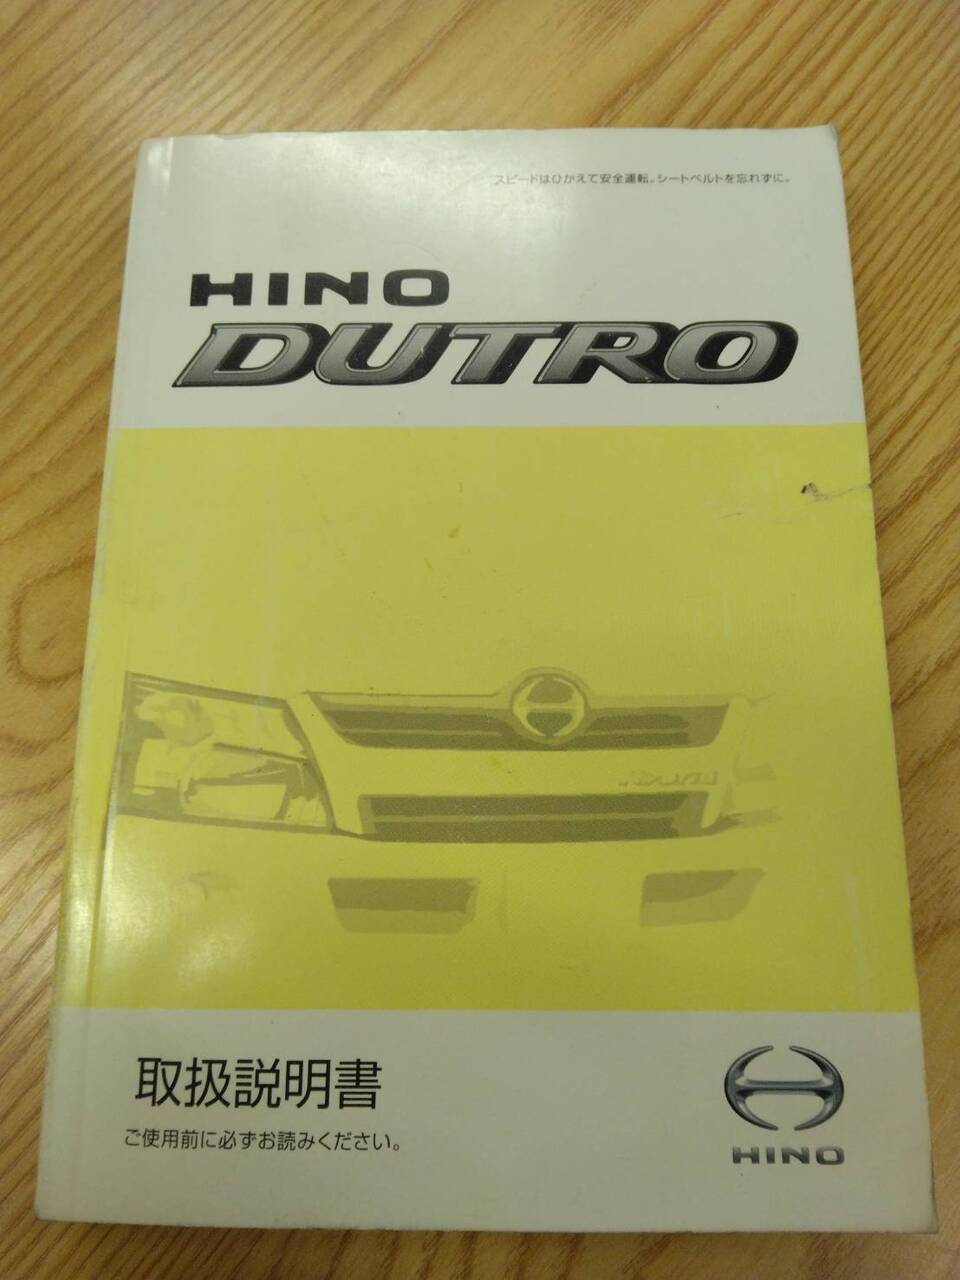 スピードはひかえて安全運転。シートベルトを忘れずに。
HINO
DUTRO
取扱説明書
ご使用前に必ずお読みください。
HINO